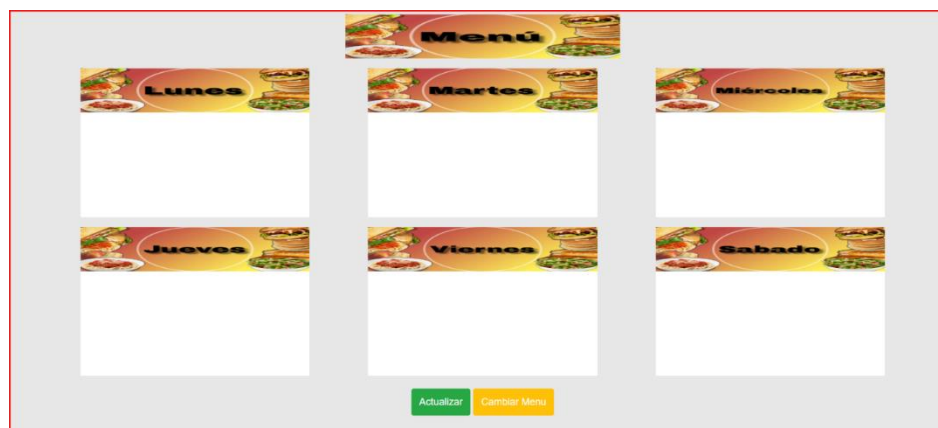 Menú
Lunes
Martes
Miércoles
Jueves
Viernes
Sabado
Actualizar
Cambiar Menu